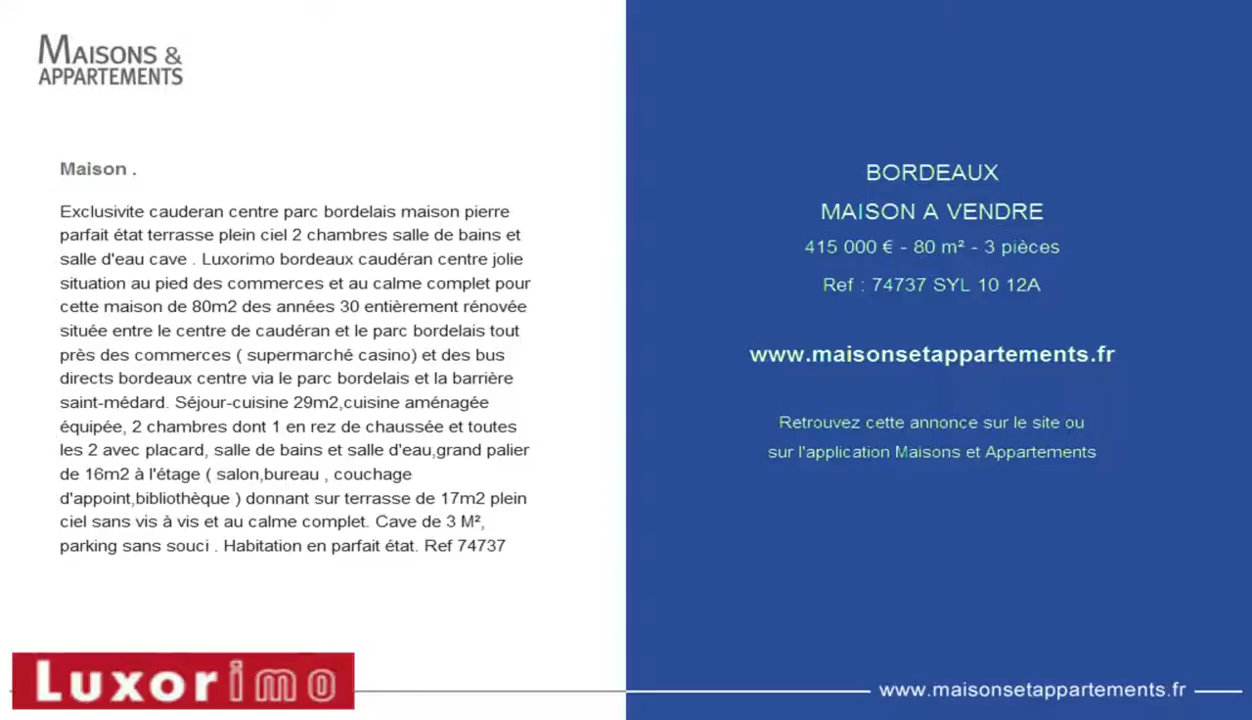 MAISONS &
APPARTEMENTS
Maison .
Exclusivite cauderan centre parc bordelais maison pierre
parfait état terrasse plein ciel 2 chambres salle de bains et
salle d'eau cave . Luxorimo bordeaux caudéran centre jolie
situation au pied des commerces et au calme complet pour
cette maison de 80m2 des années 30 entièrement rénovée
située entre le centre de caudéran et le parc bordelais tout
près des commerces ( supermarché casino) et des bus
directs bordeaux centre via le parc bordelais et la barrière
saint-médard. Séjour-cuisine 29m2,cuisine aménagée
équipée, 2 chambres dont 1 en rez de chaussée et toutes
les 2 avec placard, salle de bains et salle d'eau,grand palier
de 16m2 à l'étage ( salon,bureau , couchage
d'appoint,bibliothèque ) donnant sur terrasse de 17m2 plein
ciel sans vis à vis et au calme complet. Cave de 3 M²,
parking sans souci . Habitation en parfait état. Ref 74737
Luxorimo
BORDEAUX
MAISON A VENDRE
415 000 € - 80 m² - 3 pièces
Ref : 74737 SYL 10 12A
www.maisonsetappartements.fr
Retrouvez cette annonce sur le site ou
sur l'application Maisons et Appartements
www.maisonsetappartements.fr